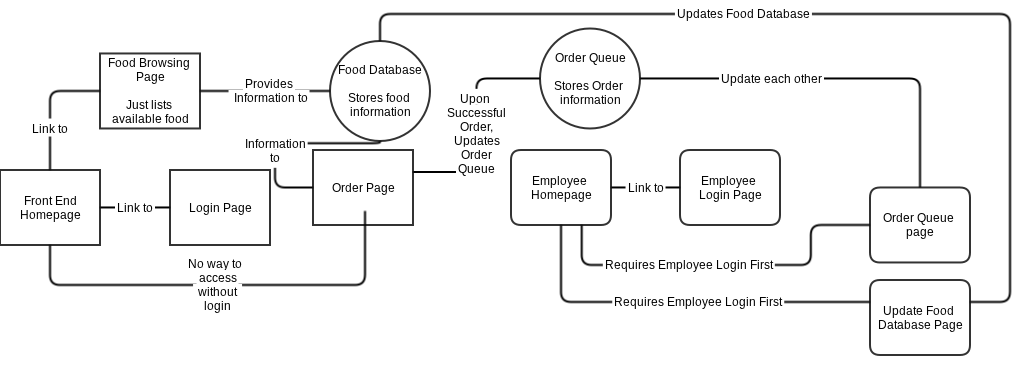 Updates Food Database
Food Browsing
Page
Just lists
available food
Provides
Information to
Food Database
Stores food
information
Order Queue
Stores Order
information
Update each other
Upon
Successful
Order,
Updates
Order
Queue
Link to
Information
to
Front End
Homepage
Link to
Login Page
Order Page
Employee
Homepage
Link to
Employee
Login Page
Order Queue
page
No way to
access
without
login
Requires Employee Login First
Requires Employee Login First
Update Food
Database Page